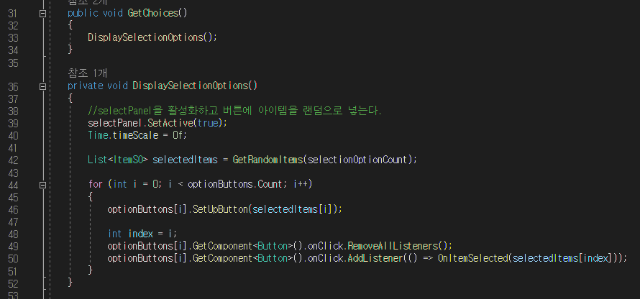 참조 2개
31 public void GetChoices()
32 {
33 DisplaySelectionOptions();
34 }
35
참조 1개
36 private void DisplaySelectionOptions()
37 {
38 //selectPanel을 활성화하고 버튼에 아이템을 랜덤으로 넣는다.
39 selectPanel.SetActive(true);
40 Time.timeScale = 0f;
41
42 List<ItemSO> selectedItems = GetRandomItems(selectionOptionCount);
43
44 for (int i = 0; i < optionButtons.Count; i++)
45 {
46 optionButtons[i].SetUpButton(selectedItems[i]);
47
48 int index = i;
49 optionButtons[i].GetComponent<Button>().onClick.RemoveAllListeners();
50 optionButtons[i].GetComponent<Button>().onClick.AddListener(() => OnItemSelected(selectedItems[index]));
51 }
52 }
53